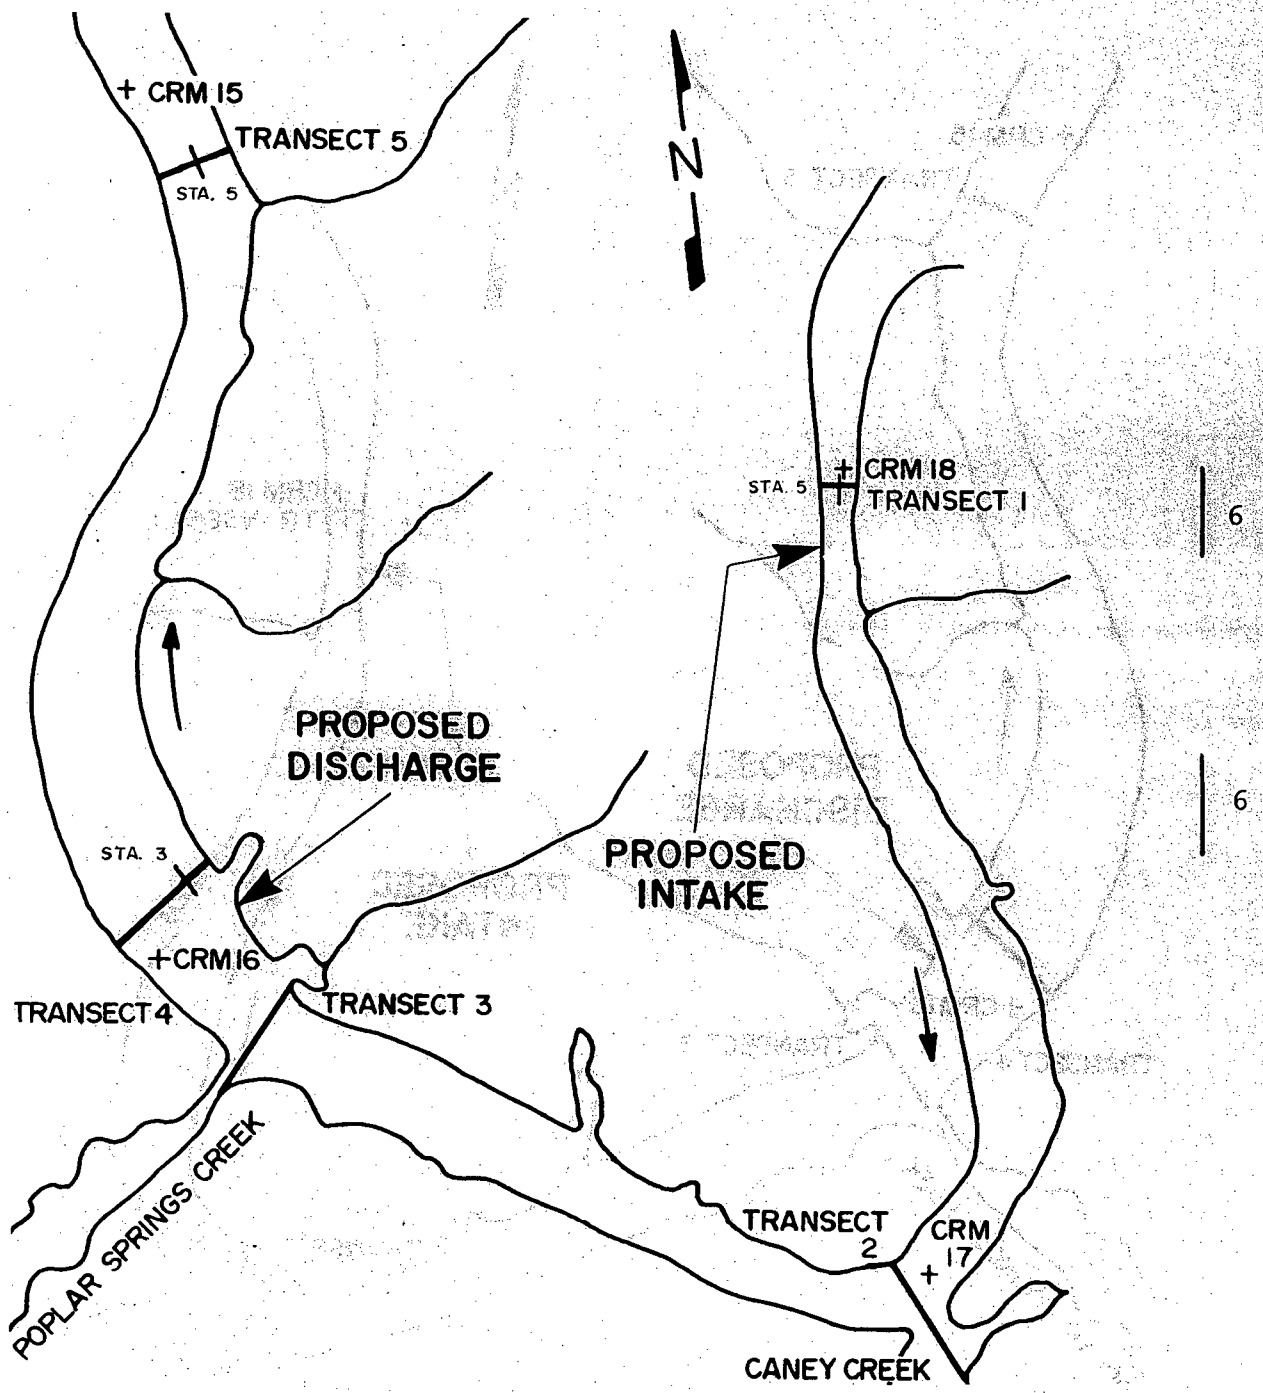 + CRM 15
TRANSECT 5
STA. 5
N
STA. 5
+ CRM 18
TRANSECT 1
6
PROPOSED
DISCHARGE
6
STA. 3
PROPOSED
INTAKE
+CRM 16
TRANSECT 4
TRANSECT 3
POPLAR SPRINGS CREEK
TRANSECT
2
CRM
17
+
CANEY CREEK